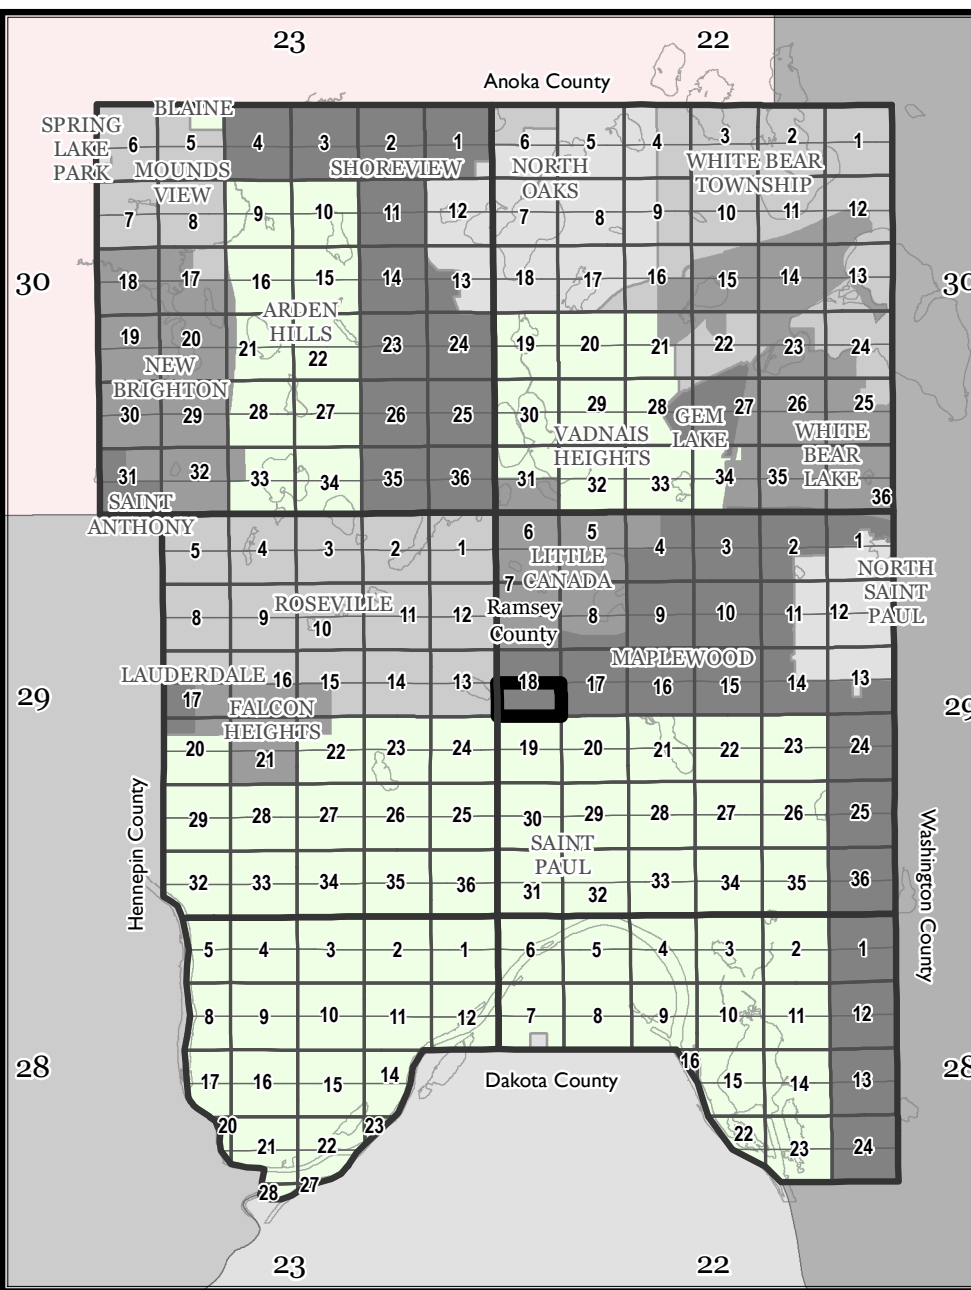 23 22
Anoka County
BLAINE
SPRING
LAKE
PARK
6 5 4 3 2 1 6 5 4 3 2 1
MOUNDS
VIEW
SHOREVIEW
NORTH
OAKS
WHITE BEAR
TOWNSHIP
7 8 9 10 11 12 7 8 9 10 11 12
30 18 17 16 15 14 13 18 17 16 15 14 13 30
ARDEN
HILLS
19 20 21 22 23 24 19 20 21 22 23 24
NEW
BRIGHTON
30 29 28 27 26 25 30 29 28 27 26 25
GEM
LAKE
VADNAIS
HEIGHTS
WHITE
BEAR
LAKE
31 32 33 34 35 36 31 32 33 34 35 36
SAINT
ANTHONY
5 4 3 2 1 6 5 4 3 2 1
LITTLE
CANADA
NORTH
SAINT
PAUL
8 9 10 11 12 7 8 9 10 11 12
ROSEVILLE
Ramsey
County
MAPLEWOOD
LAUDERDALE
29 17 16 15 14 13 18 17 16 15 14 13 29
FALCON
HEIGHTS
20 21 22 23 24 19 20 21 22 23 24
Hennepin County
29 28 27 26 25 30 29 28 27 26 25
Washington County
SAINT
PAUL
32 33 34 35 36 31 32 33 34 35 36
5 4 3 2 1 6 5 4 3 2 1
8 9 10 11 12 7 8 9 10 11 12
28 17 16 15 14 16 15 14 13 28
Dakota County
20 21 22 23 22 23 24
28 27
23 22